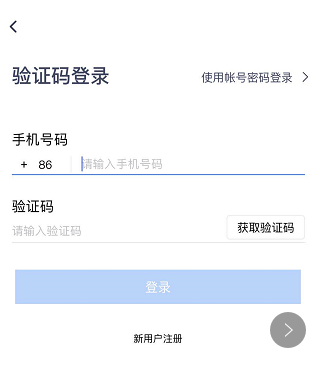 验证码登录
使用帐号密码登录
手机号码
+ 86 请输入手机号码
验证码
请输入验证码
获取验证码
登录
新用户注册